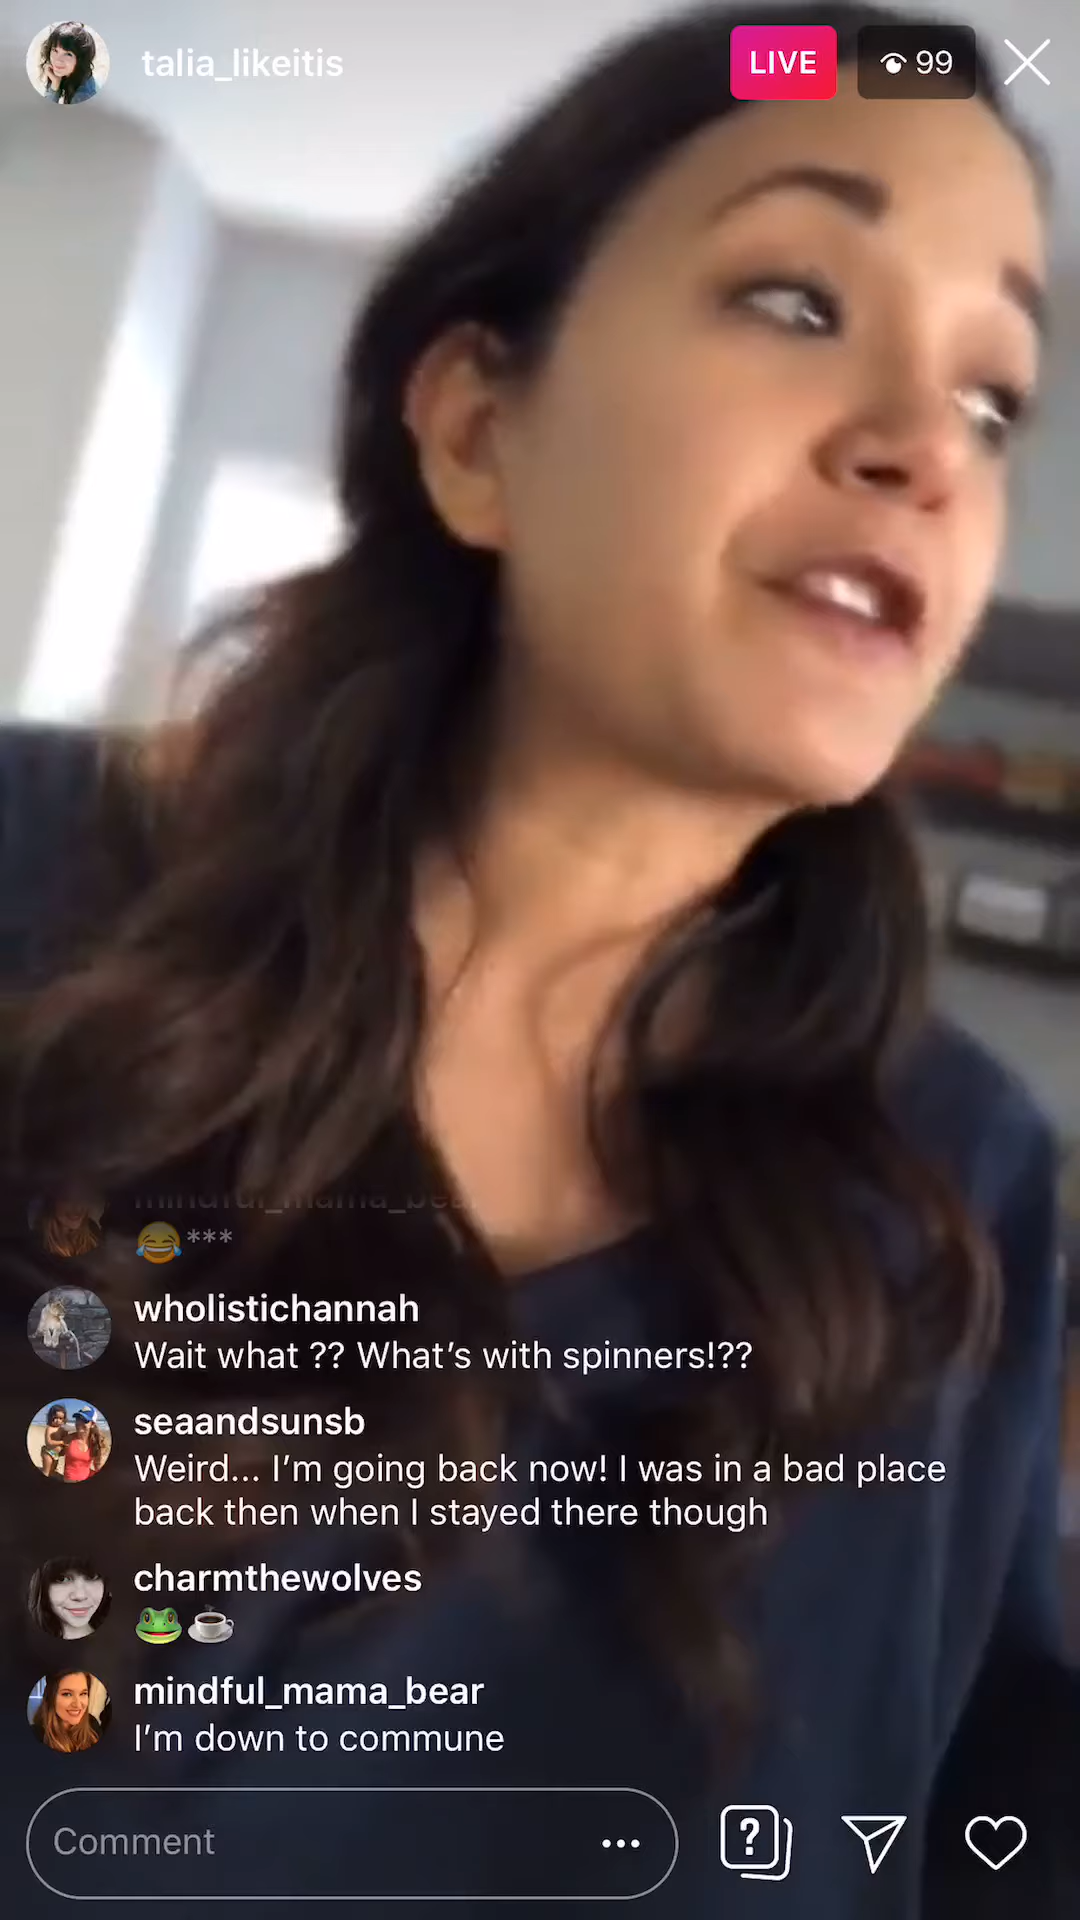 talia_likeitis
LIVE
99
mindful_mama_bear
😂***
wholistichannah
Wait what ?? What’s with spinners!??
seaandsunsb
Weird... I’m going back now! I was in a bad place
back then when I stayed there though
charmthewolves
🐸☕
mindful_mama_bear
I’m down to commune
Comment